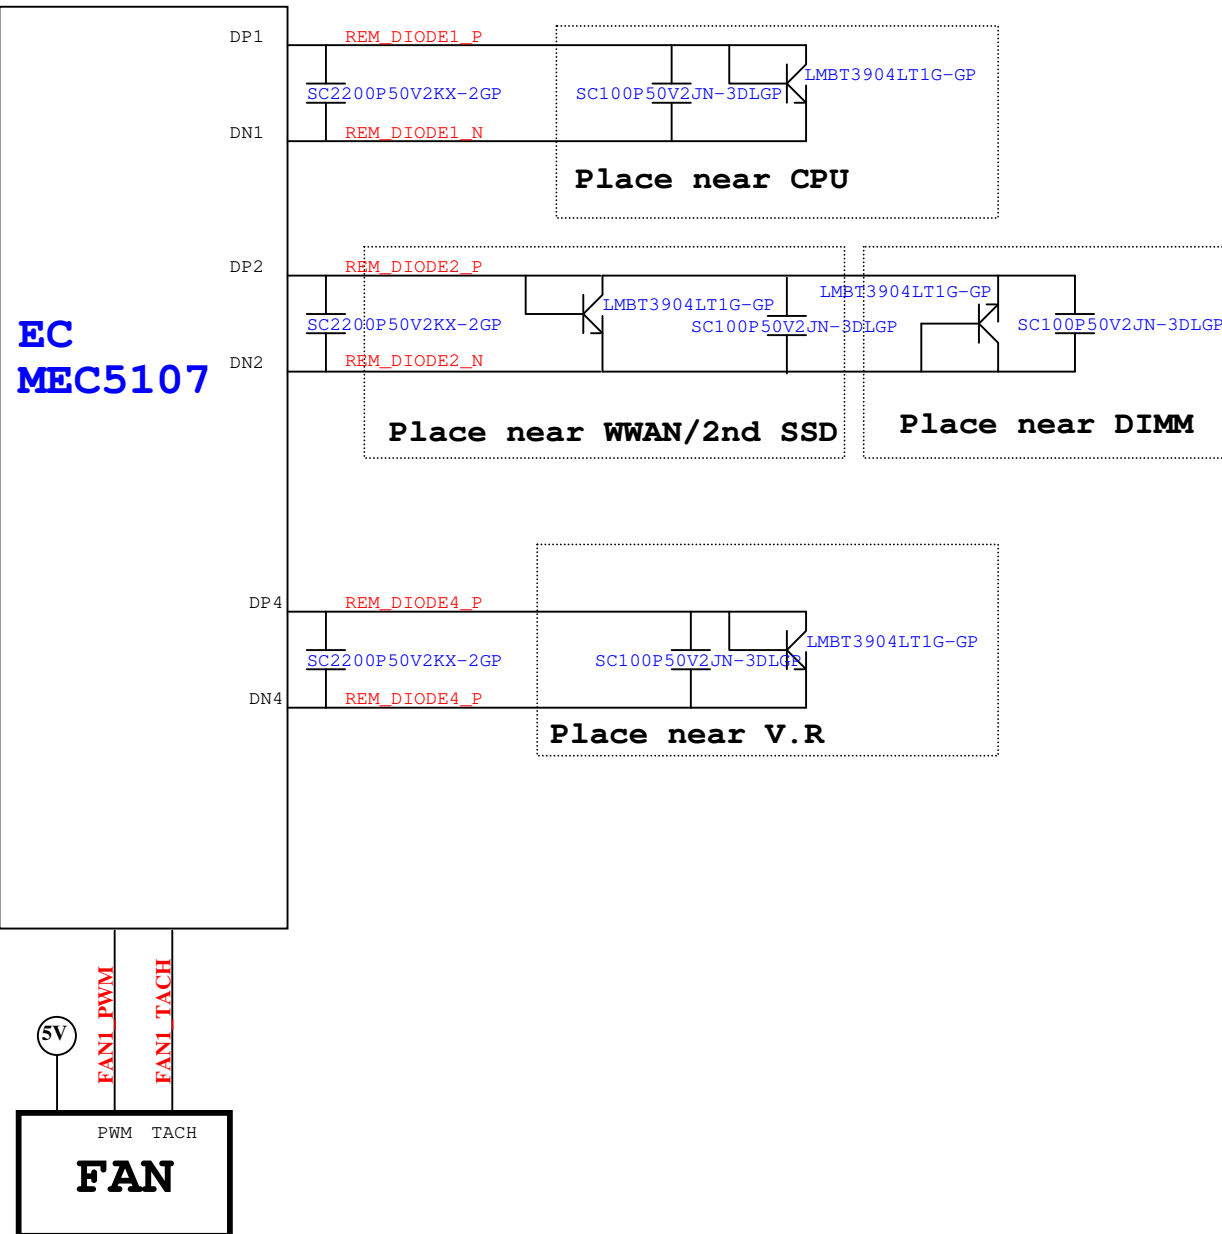 DP1
REM_DIODE1_P
LMBT3904LT1G-GP
SC2200P50V2KX-2GP
SC100P50V2JN-3DLGP
DN1
REM_DIODE1_N
Place near CPU
DP2
REM_DIODE2_P
LMBT3904LT1G-GP
LMBT3904LT1G-GP
SC2200P50V2KX-2GP
SC100P50V2JN-3DLGP
SC100P50V2JN-3DLGP
EC
MEC5107
DN2
REM_DIODE2_N
Place near WWAN/2nd SSD
Place near DIMM
DP4
REM_DIODE4_P
LMBT3904LT1G-GP
SC2200P50V2KX-2GP
SC100P50V2JN-3DLGP
DN4
REM_DIODE4_P
Place near V.R
5V
FAN1_PWM
FAN1_TACH
PWM TACH
FAN